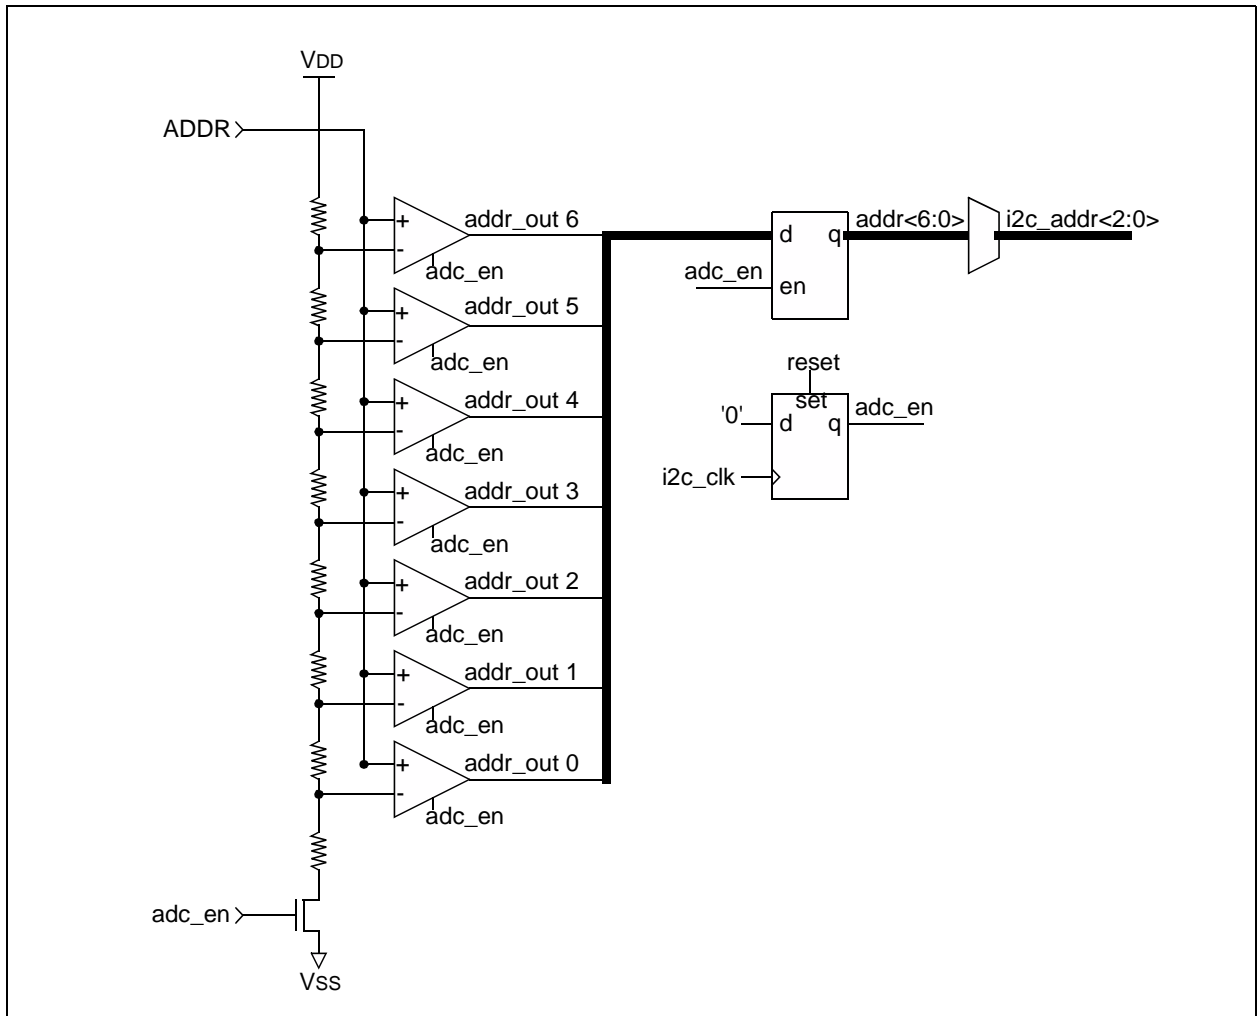 VDD
ADDR
+
-
addr_out 6
adc_en
+
-
addr_out 5
adc_en
+
-
addr_out 4
adc_en
+
-
addr_out 3
adc_en
+
-
addr_out 2
adc_en
+
-
addr_out 1
adc_en
+
-
addr_out 0
adc_en
adc_en
VSS
d q
adc_en
en
addr<6:0>
i2c_addr<2:0>
reset
set
'0'
d q
adc_en
i2c_clk